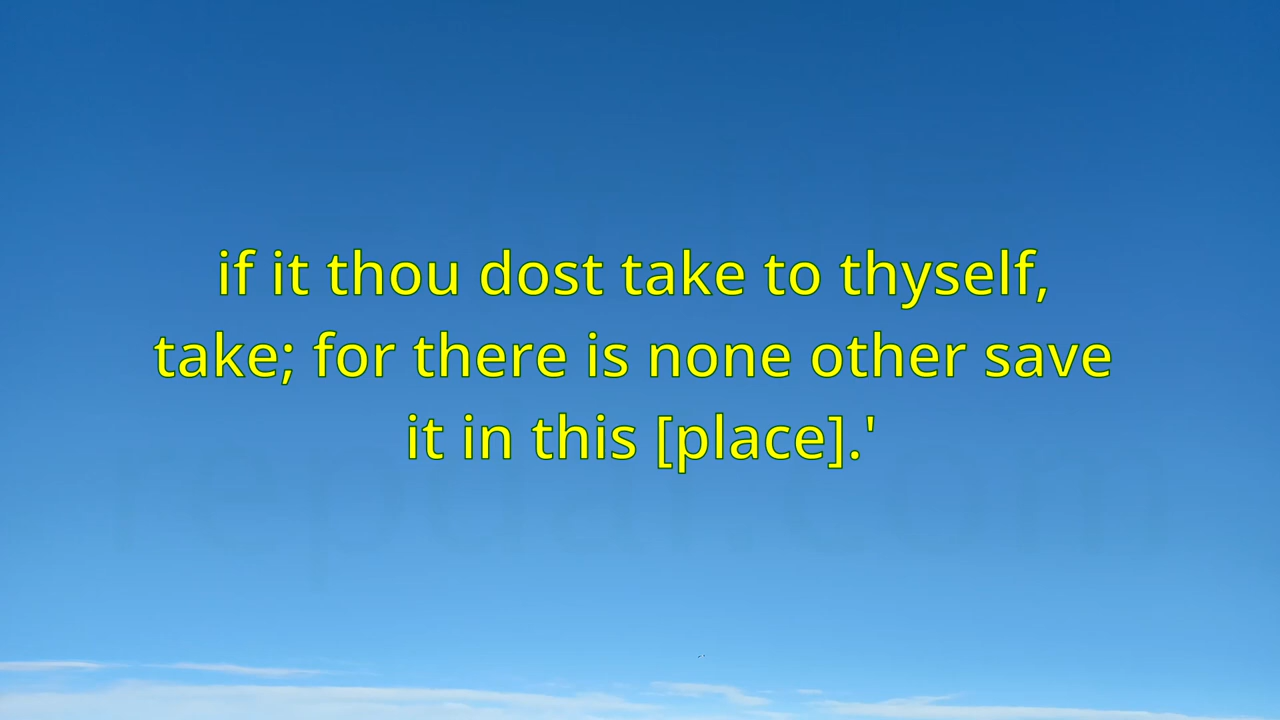 if it thou dost take to thyself,
take; for there is none other save
it in this [place].'